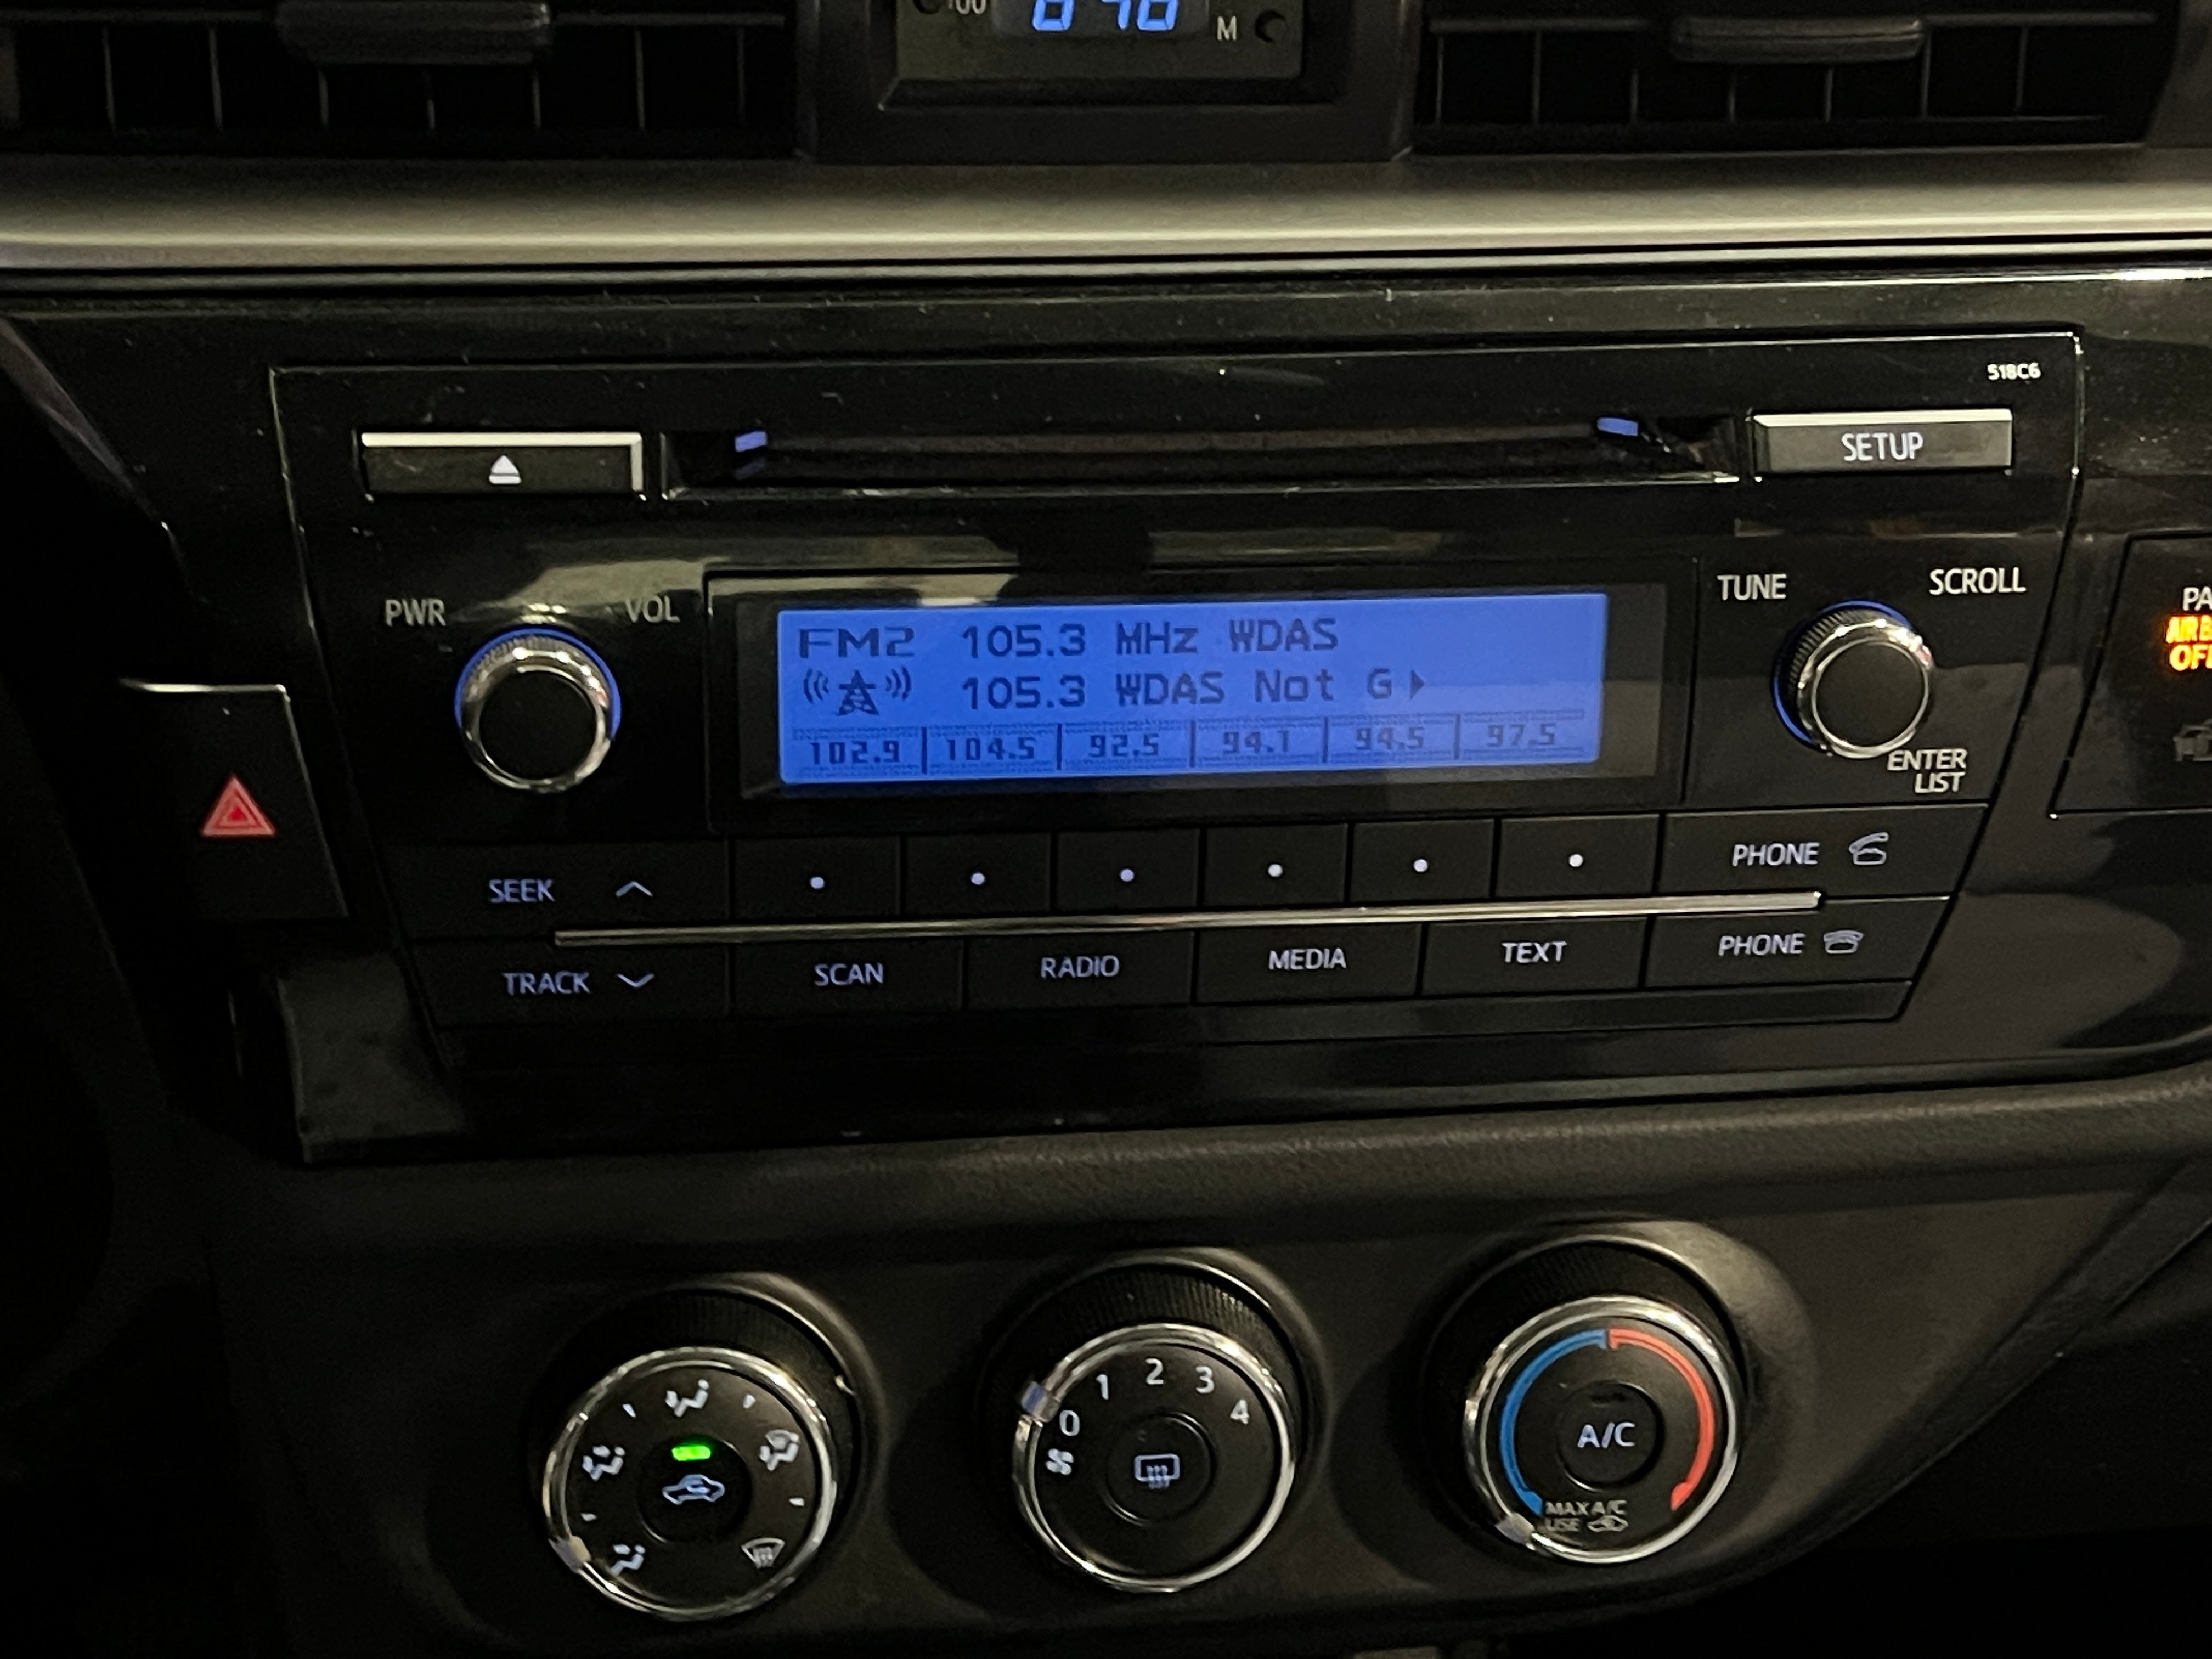 :00
M
518C6
SETUP
PWR VOL
TUNE SCROLL
FM2 105.3 MHz WDAS
105.3 WDAS Not G
102.9 104.5 92.5 94.1 94.5 97.5
ENTER
LIST
SEEK
PHONE
TRACK SCAN RADIO MEDIA TEXT PHONE
0 1 2 3 4
A/C
MAX A/C
USE